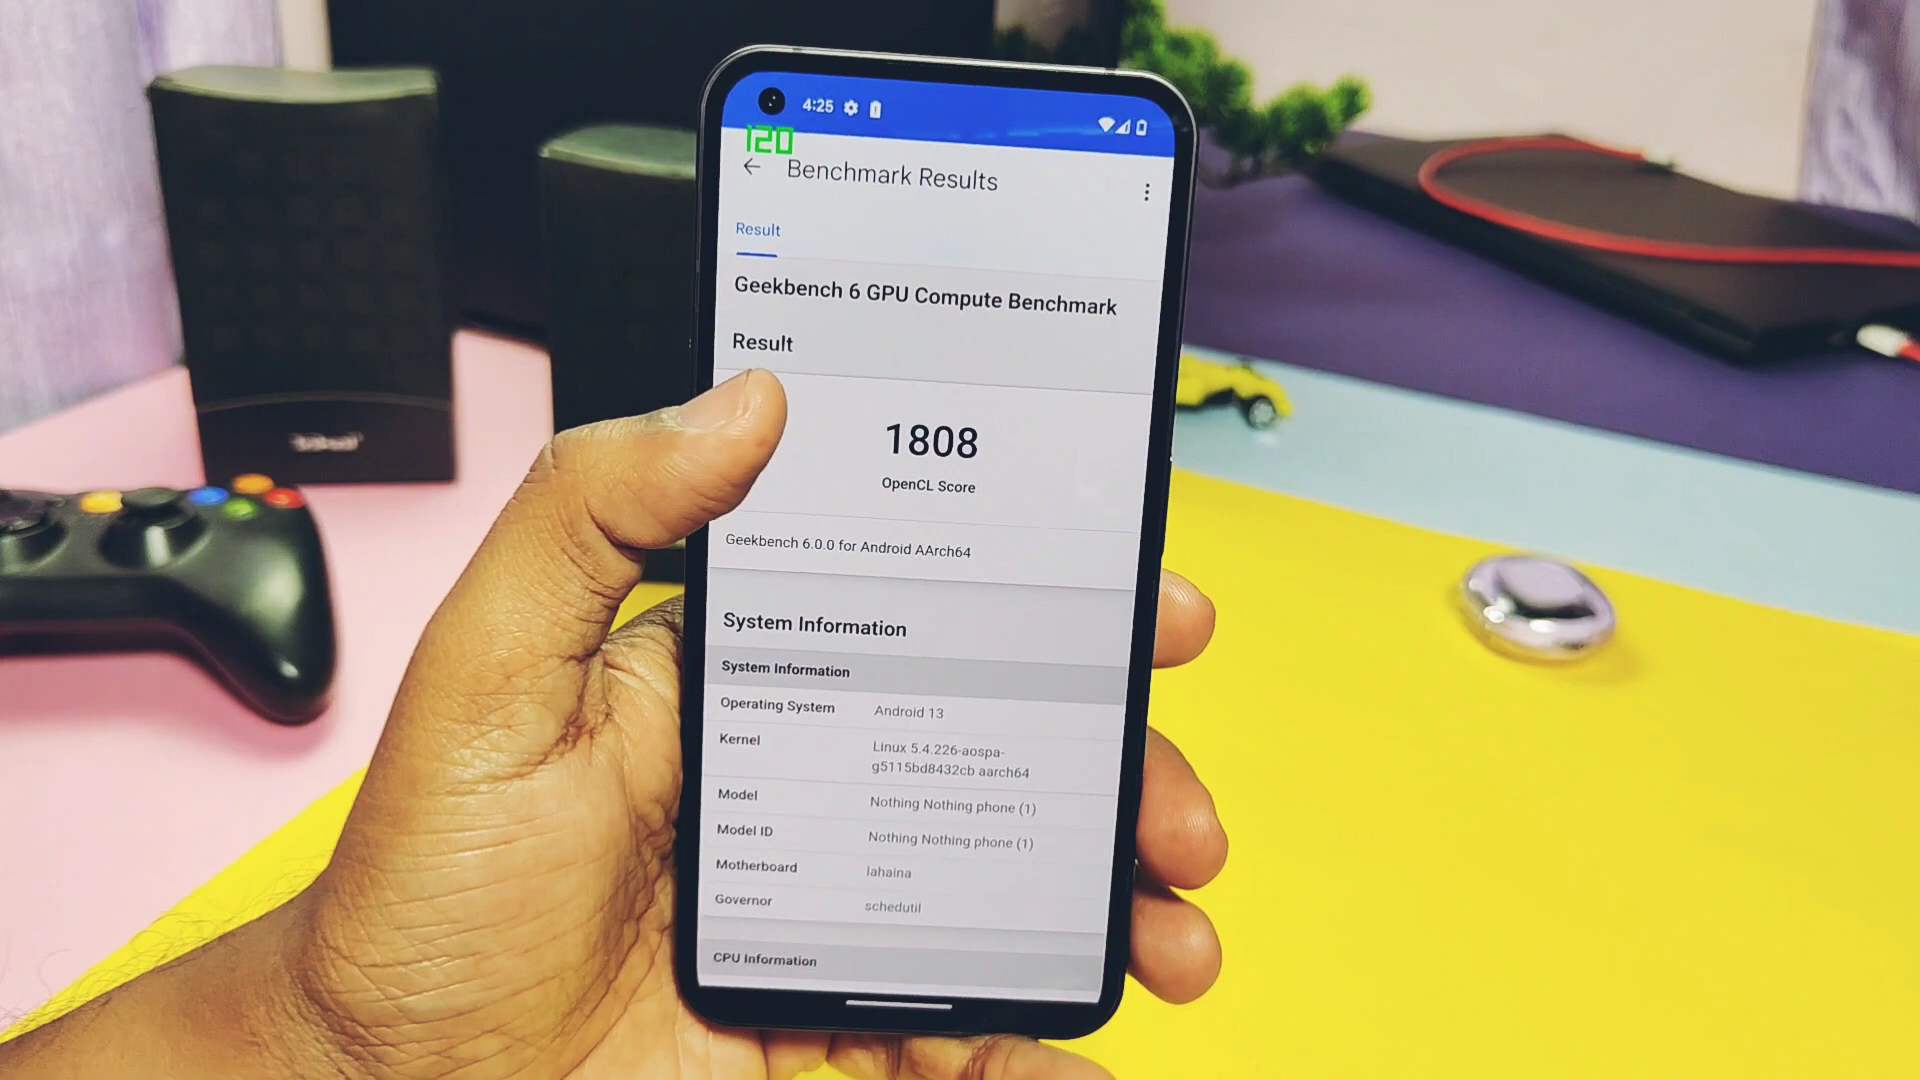 4:25
120
Benchmark Results
Result
Geekbench 6 GPU Compute Benchmark
Result
1808
OpenCL Score
Geekbench 6.0.0 for Android AArch64
System Information
System Information
Operating System Android 13
Kernel Linux 5.4.226-aospa-
g5115bd8432cb aarch64
Model Nothing Nothing phone (1)
Model ID Nothing Nothing phone (1)
Motherboard lahaina
Governor schedutil
CPU Information